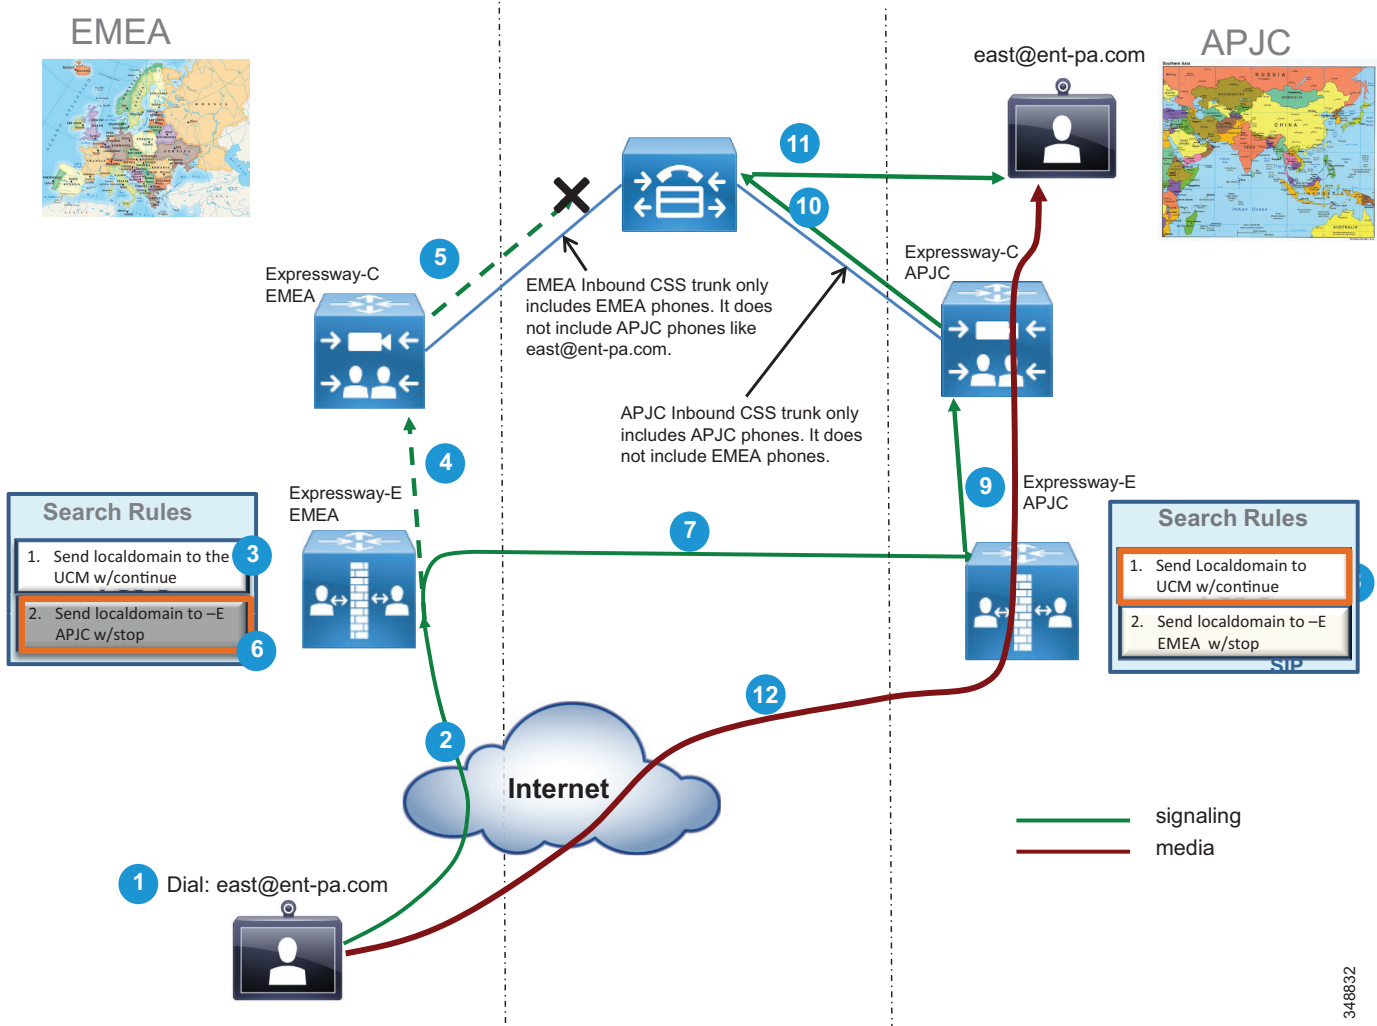 EMEA
APJC
east@ent-pa.com
Southern Asia
RUSSIA
CHINA
11
10
Expressway-C
EMEA
5
Expressway-C
APJC
EMEA Inbound CSS trunk only
includes EMEA phones. It does
not include APJC phones like
east@ent-pa.com.
APJC Inbound CSS trunk only
includes APJC phones. It does
not include EMEA phones.
4
9
Expressway-E
EMEA
Expressway-E
APJC
7
Search Rules
1. Send localdomain to the
UCM w/continue
3
2. Send localdomain to –E
APJC w/stop
6
Search Rules
1. Send Localdomain to
UCM w/continue
2. Send localdomain to –E
EMEA w/stop
SIP
12
2
Internet
signaling
media
1
Dial: east@ent-pa.com
348832